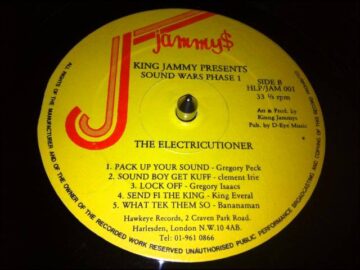 jammy$
KING JAMMY PRESENTS
SOUND WARS PHASE 1
SIDE B
HLP/JAM 001
33 ⅓ rpm
Arr & Prod. by
King Jammys
Pub. by D-Eye Music
THE ELECTRICUTIONER
1. PACK UP YOUR SOUND - Gregory Peck
2. SOUND BOY GET KUFF - clement Irie
3. LOCK OFF - Gregory Isaacs
4. SEND FI THE KING - King Everal
5. WHAT TEK THEM SO - Bananaman
Hawkeye Records, 2 Craven Park Road.
Harlesden, London N.W.10 4AB.
Tel: 01-961 0866
ALL RIGHTS OF THE MANUFACTURER AND OF THE OWNER OF THE RECORDED WORK RESERVED UNAUTHORISED PUBLIC PERFORMANCE BROADCASTING AND COPYING OF THIS RECORD PROHIBITED